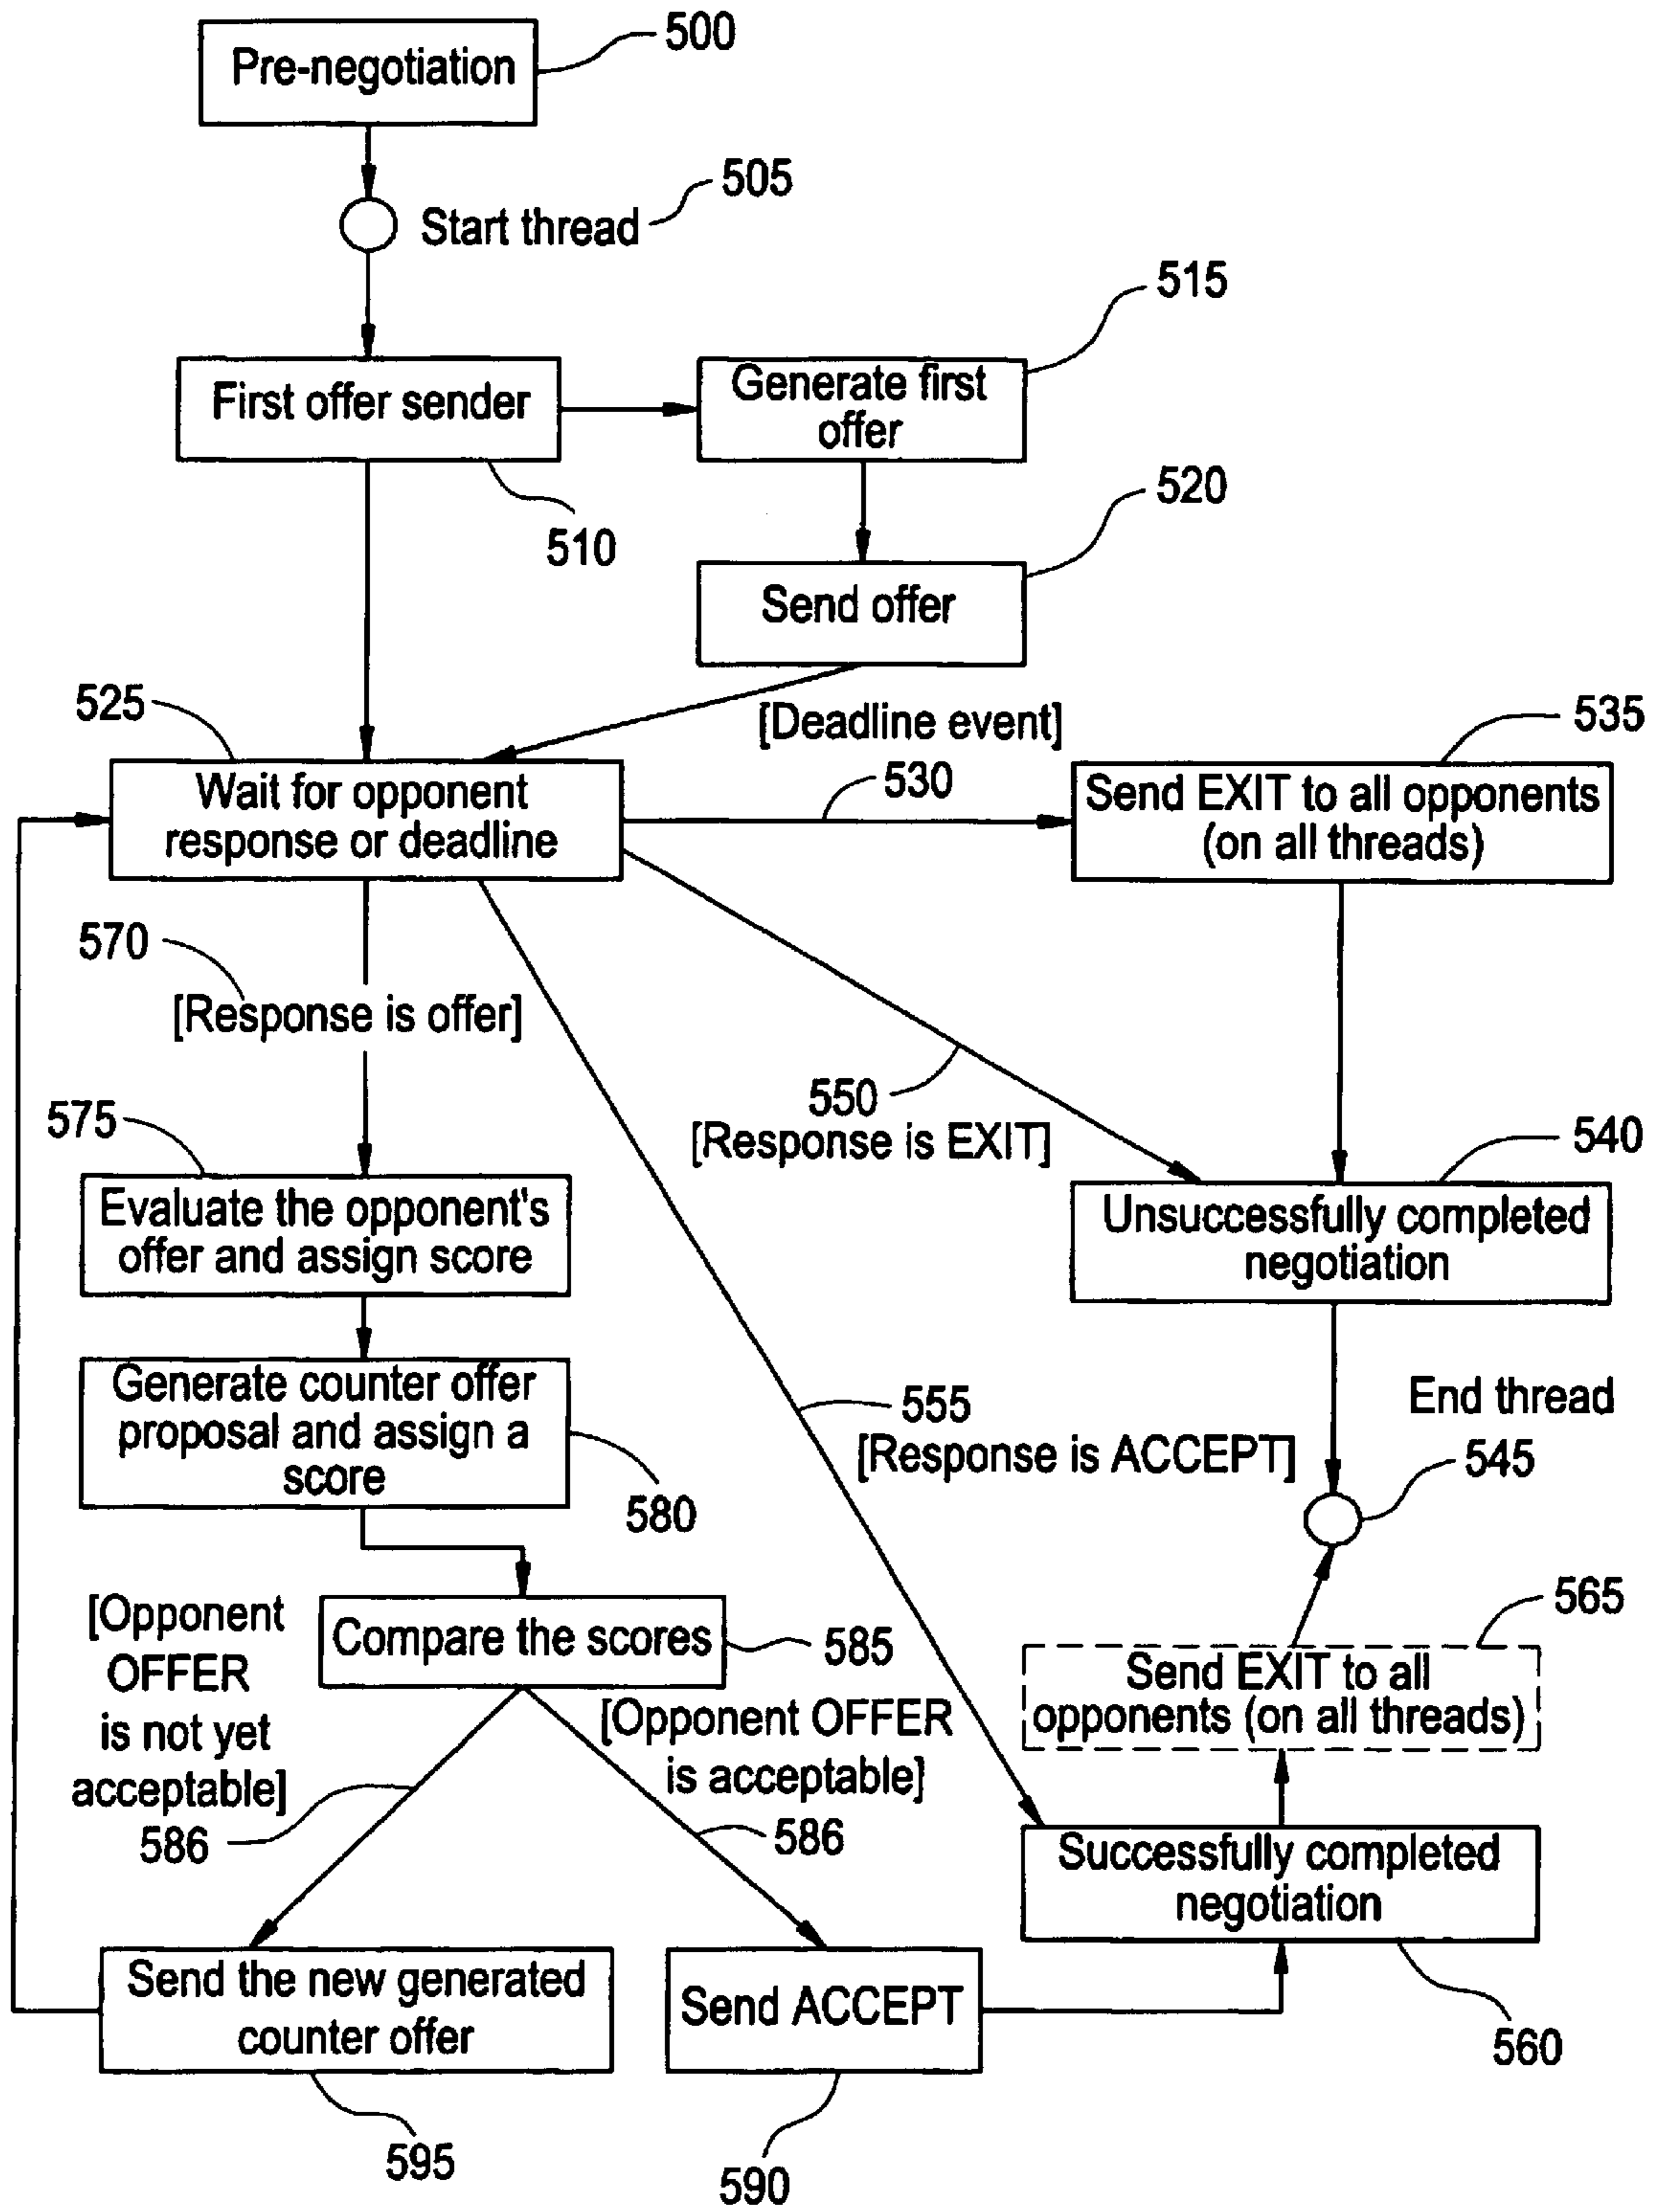 Pre-negotiation
500
Start thread
505
First offer sender
510
Generate first
offer
515
Send offer
520
525
Wait for opponent
response or deadline
[Deadline event]
530
Send EXIT to all opponents
(on all threads)
535
570
[Response is offer]
550
[Response is EXIT]
540
Unsuccessfully completed
negotiation
575
Evaluate the opponent's
offer and assign score
Generate counter offer
proposal and assign a
score
580
555
[Response is ACCEPT]
End thread
545
[Opponent
OFFER
is not yet
acceptable]
586
Compare the scores
585
[Opponent OFFER
is acceptable]
586
565
Send EXIT to all
opponents (on all threads)
Successfully completed
negotiation
560
Send the new generated
counter offer
595
Send ACCEPT
590